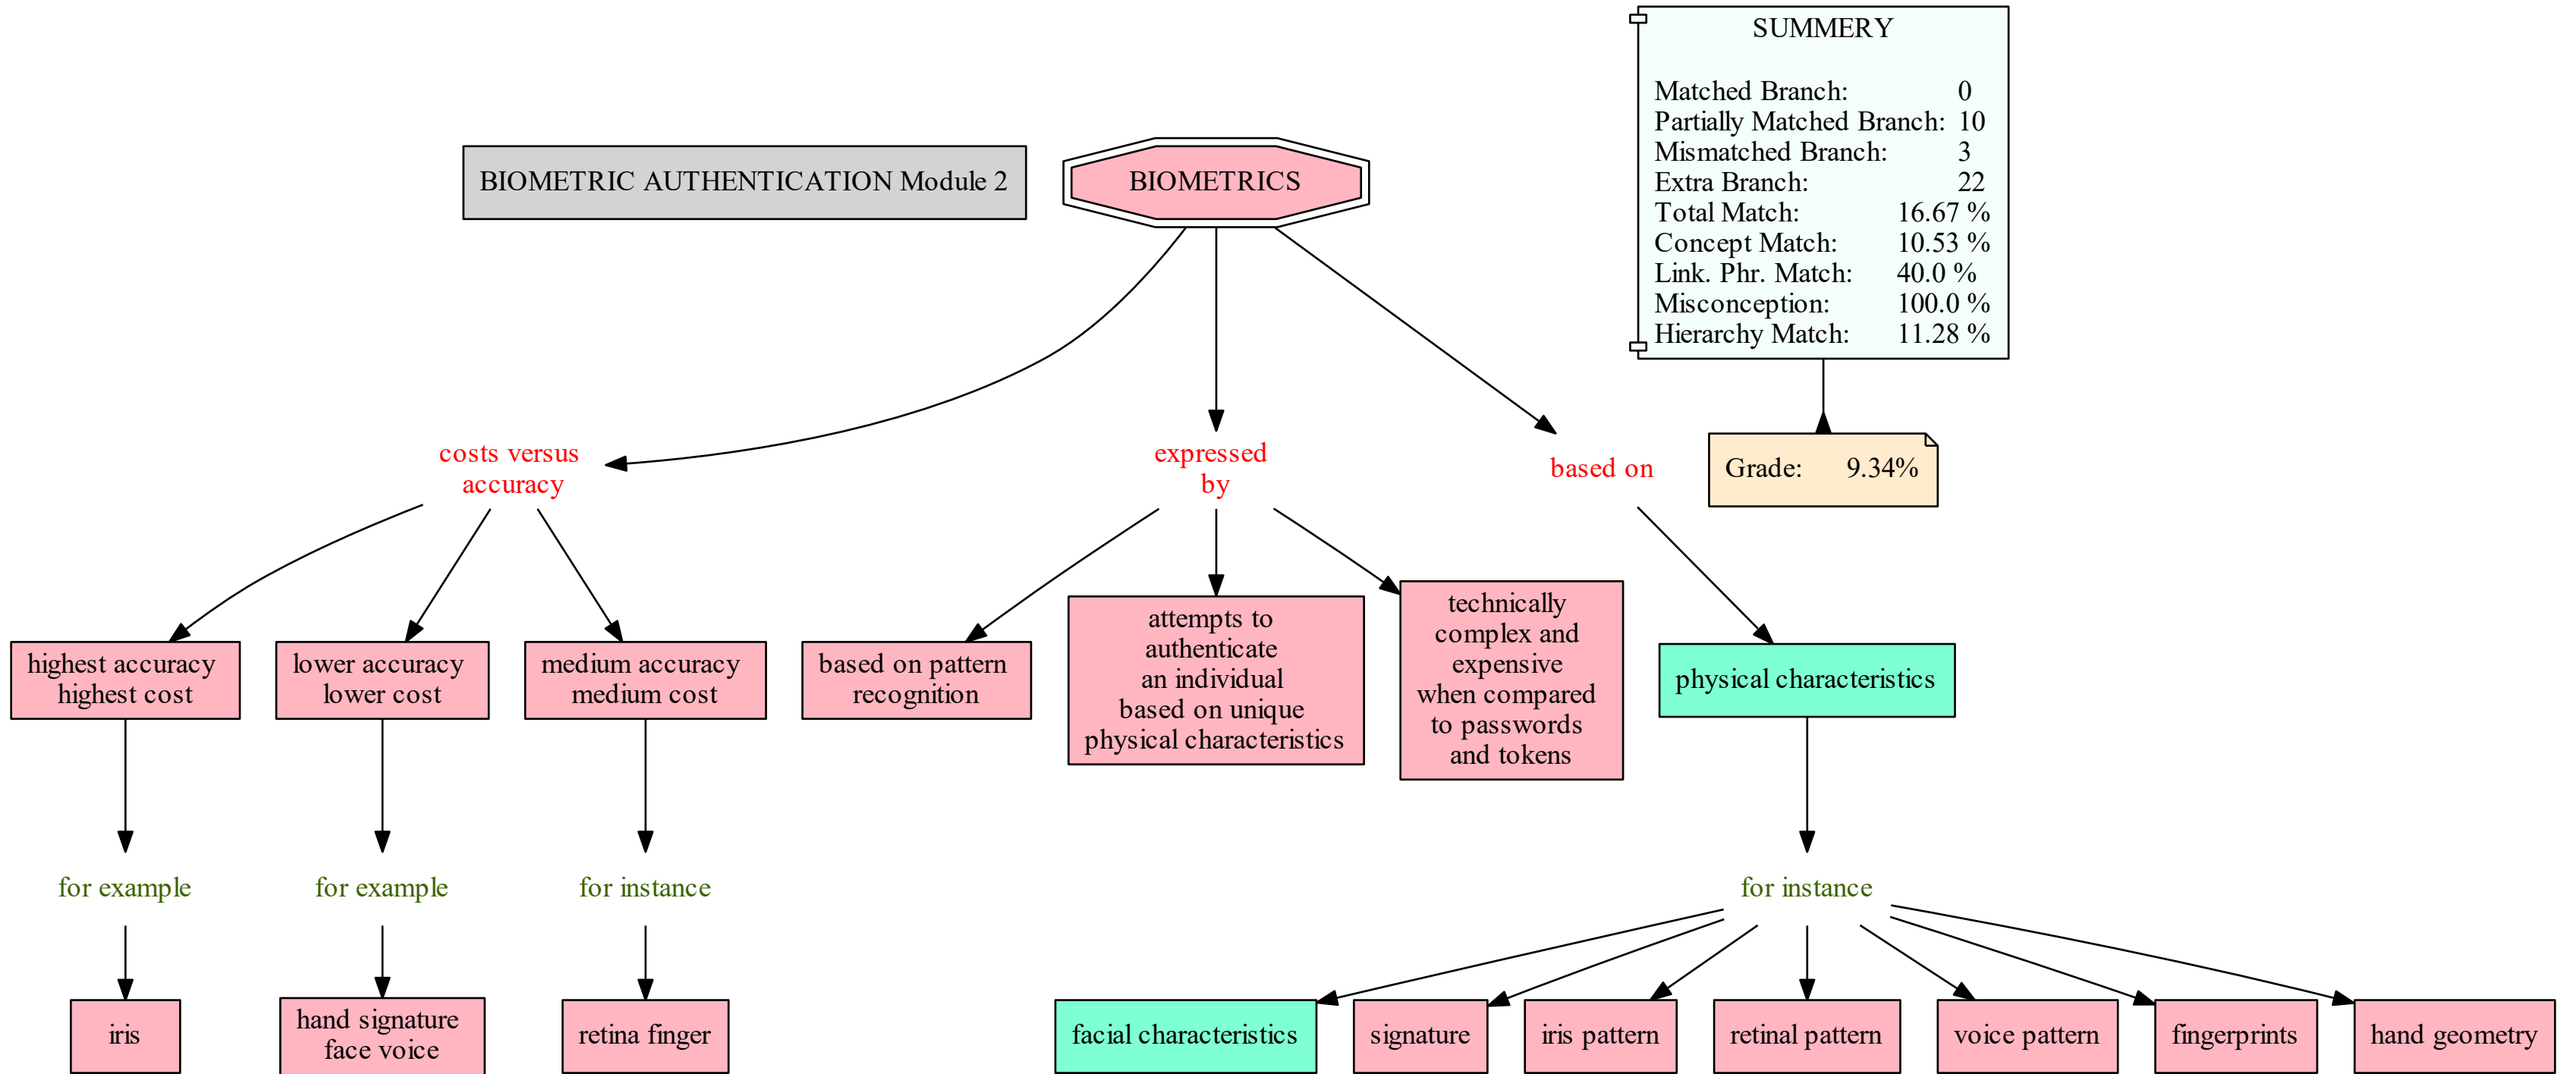 SUMMERY
Matched Branch: 0
Partially Matched Branch: 10
Mismatched Branch: 3
Extra Branch: 22
Total Match: 16.67 %
Concept Match: 10.53 %
Link. Phr. Match: 40.0 %
Misconception: 100.0 %
Hierarchy Match: 11.28 %
BIOMETRIC AUTHENTICATION Module 2
BIOMETRICS
costs versus
accuracy
expressed
by
based on
Grade: 9.34%
highest accuracy
highest cost
lower accuracy
lower cost
medium accuracy
medium cost
based on pattern
recognition
attempts to
authenticate
an individual
based on unique
physical characteristics
technically
complex and
expensive
when compared
to passwords
and tokens
physical characteristics
for example
for example
for instance
for instance
iris
hand signature
face voice
retina finger
facial characteristics
signature
iris pattern
retinal pattern
voice pattern
fingerprints
hand geometry